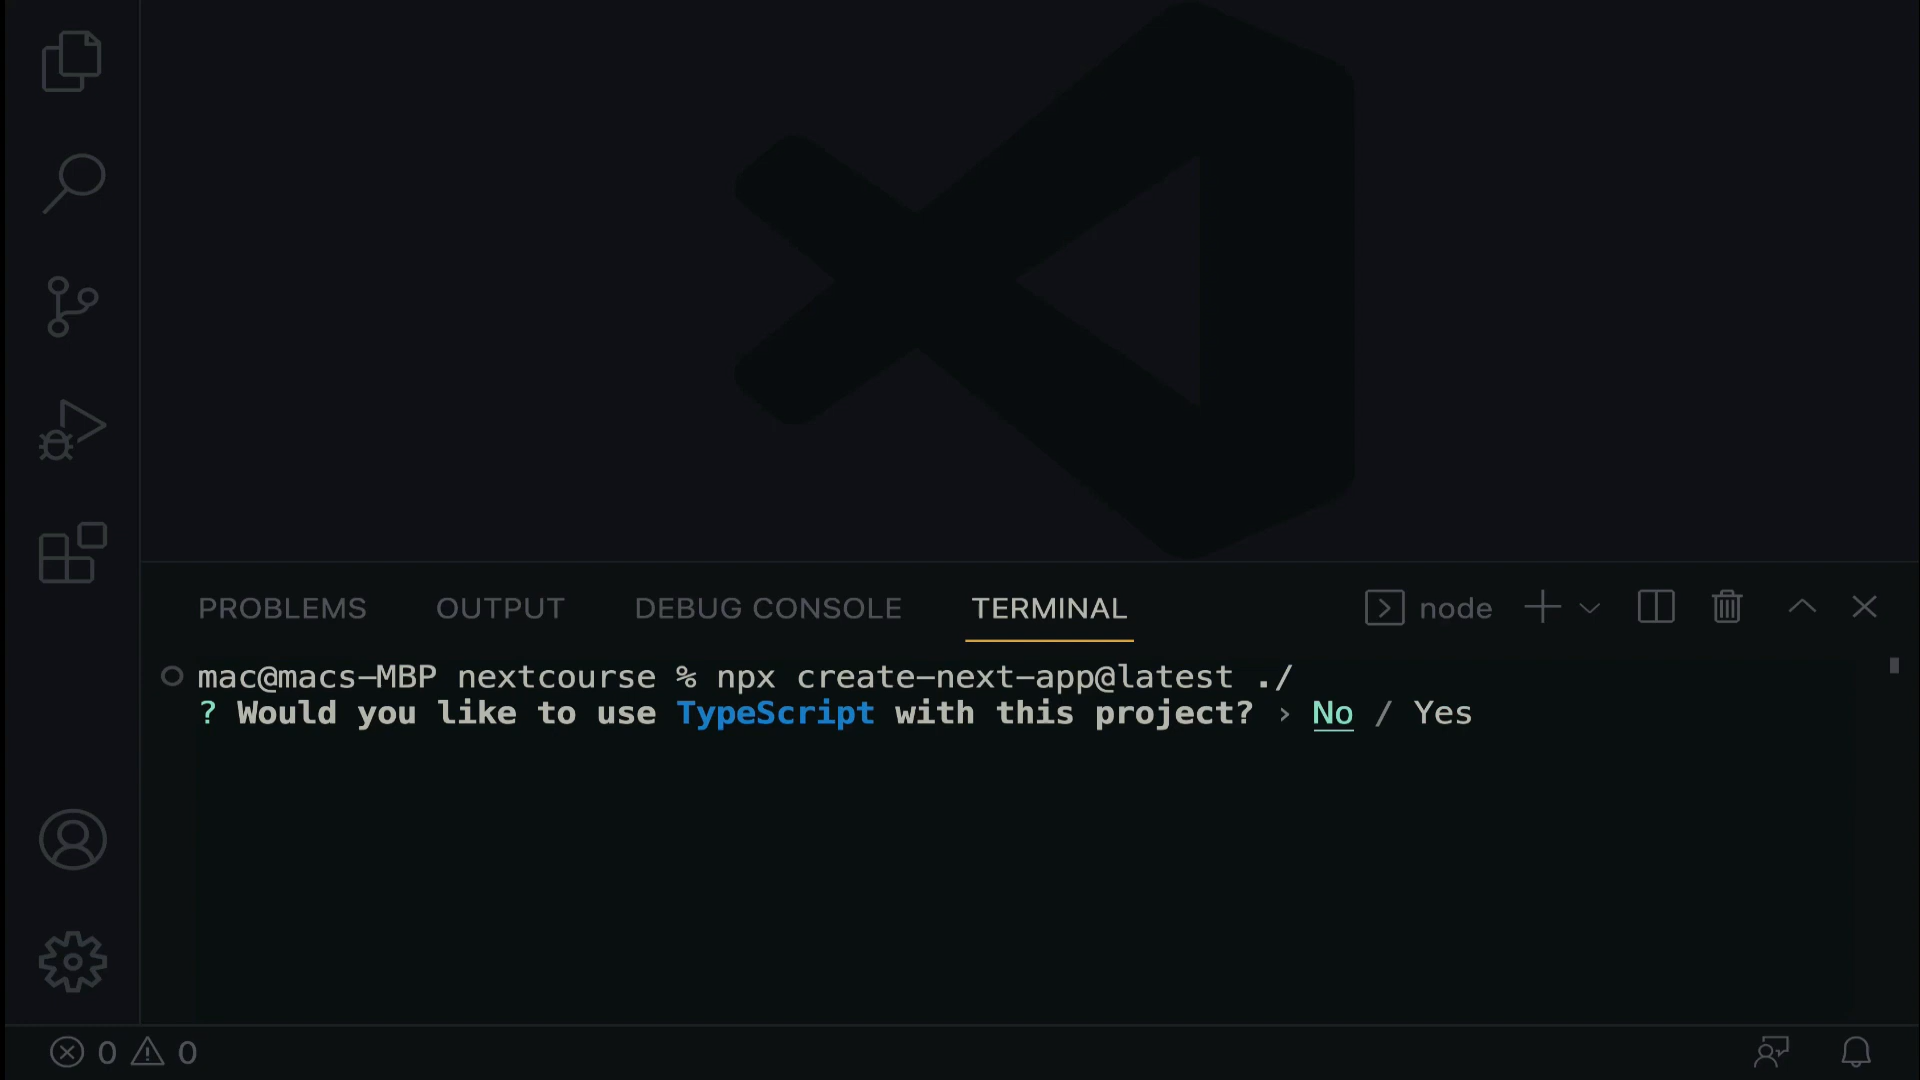 PROBLEMS OUTPUT DEBUG CONSOLE TERMINAL node
mac@macs-MBP nextcourse % npx create-next-app@latest ./
? Would you like to use TypeScript with this project? › No / Yes
0 0